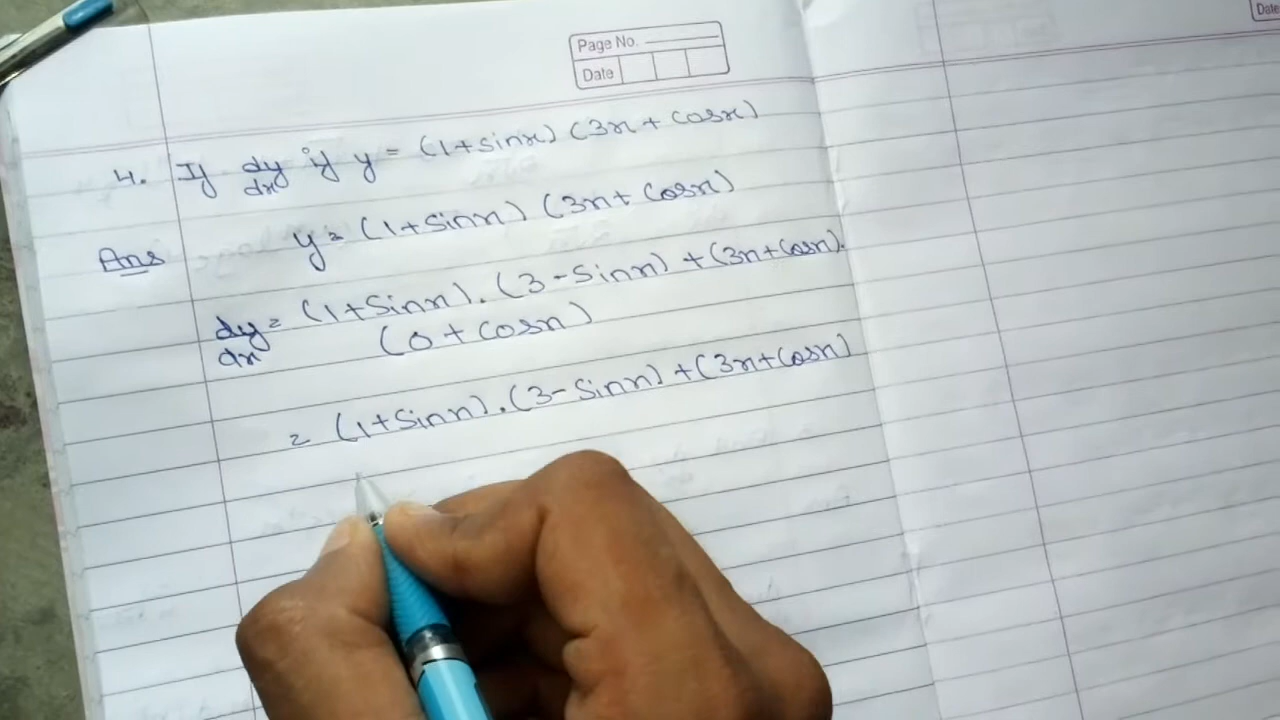 Page No.
Date
Date
4. If dy/dx if y = (1+sinx) (3x + cosx)
Ans y = (1+sinx) (3x + cosx)
dy/dx = (1+sinx).(3-sinx) + (3x+cosx).
(0+cosx)
= (1+sinx).(3-sinx) + (3x+cosx)